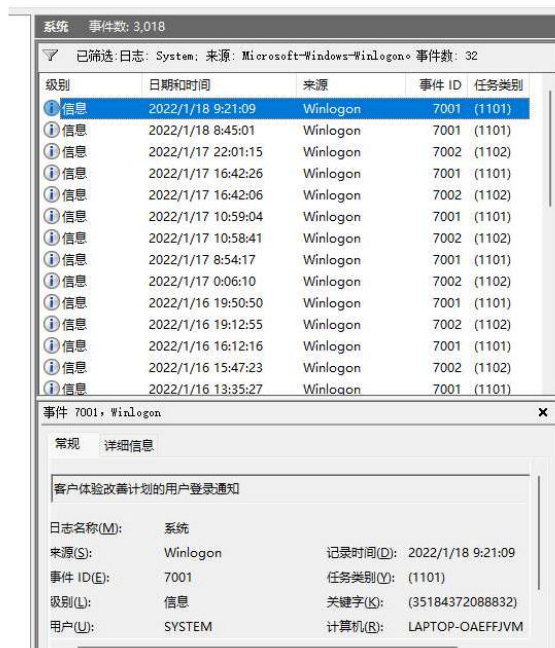 系统 事件数: 3,018
已筛选:日志: System; 来源: Microsoft-Windows-Winlogon。事件数: 32
级别 日期和时间 来源 事件 ID 任务类别
信息 2022/1/18 9:21:09 Winlogon 7001 (1101)
信息 2022/1/18 8:45:01 Winlogon 7001 (1101)
信息 2022/1/17 22:01:15 Winlogon 7002 (1102)
信息 2022/1/17 16:42:26 Winlogon 7001 (1101)
信息 2022/1/17 16:42:06 Winlogon 7002 (1102)
信息 2022/1/17 10:59:04 Winlogon 7001 (1101)
信息 2022/1/17 10:58:41 Winlogon 7002 (1102)
信息 2022/1/17 8:54:17 Winlogon 7001 (1101)
信息 2022/1/17 0:06:10 Winlogon 7002 (1102)
信息 2022/1/16 19:50:50 Winlogon 7001 (1101)
信息 2022/1/16 19:12:55 Winlogon 7002 (1102)
信息 2022/1/16 16:12:16 Winlogon 7001 (1101)
信息 2022/1/16 15:47:23 Winlogon 7002 (1102)
信息 2022/1/16 13:35:27 Winlogon 7001 (1101)
事件 7001，Winlogon
常规 详细信息
客户体验改善计划的用户登录通知
日志名称(M): 系统
来源(S): Winlogon 记录时间(D): 2022/1/18 9:21:09
事件 ID(E): 7001 任务类别(Y): (1101)
级别(L): 信息 关键字(K): (35184372088832)
用户(U): SYSTEM 计算机(R): LAPTOP-OAEFFJVM